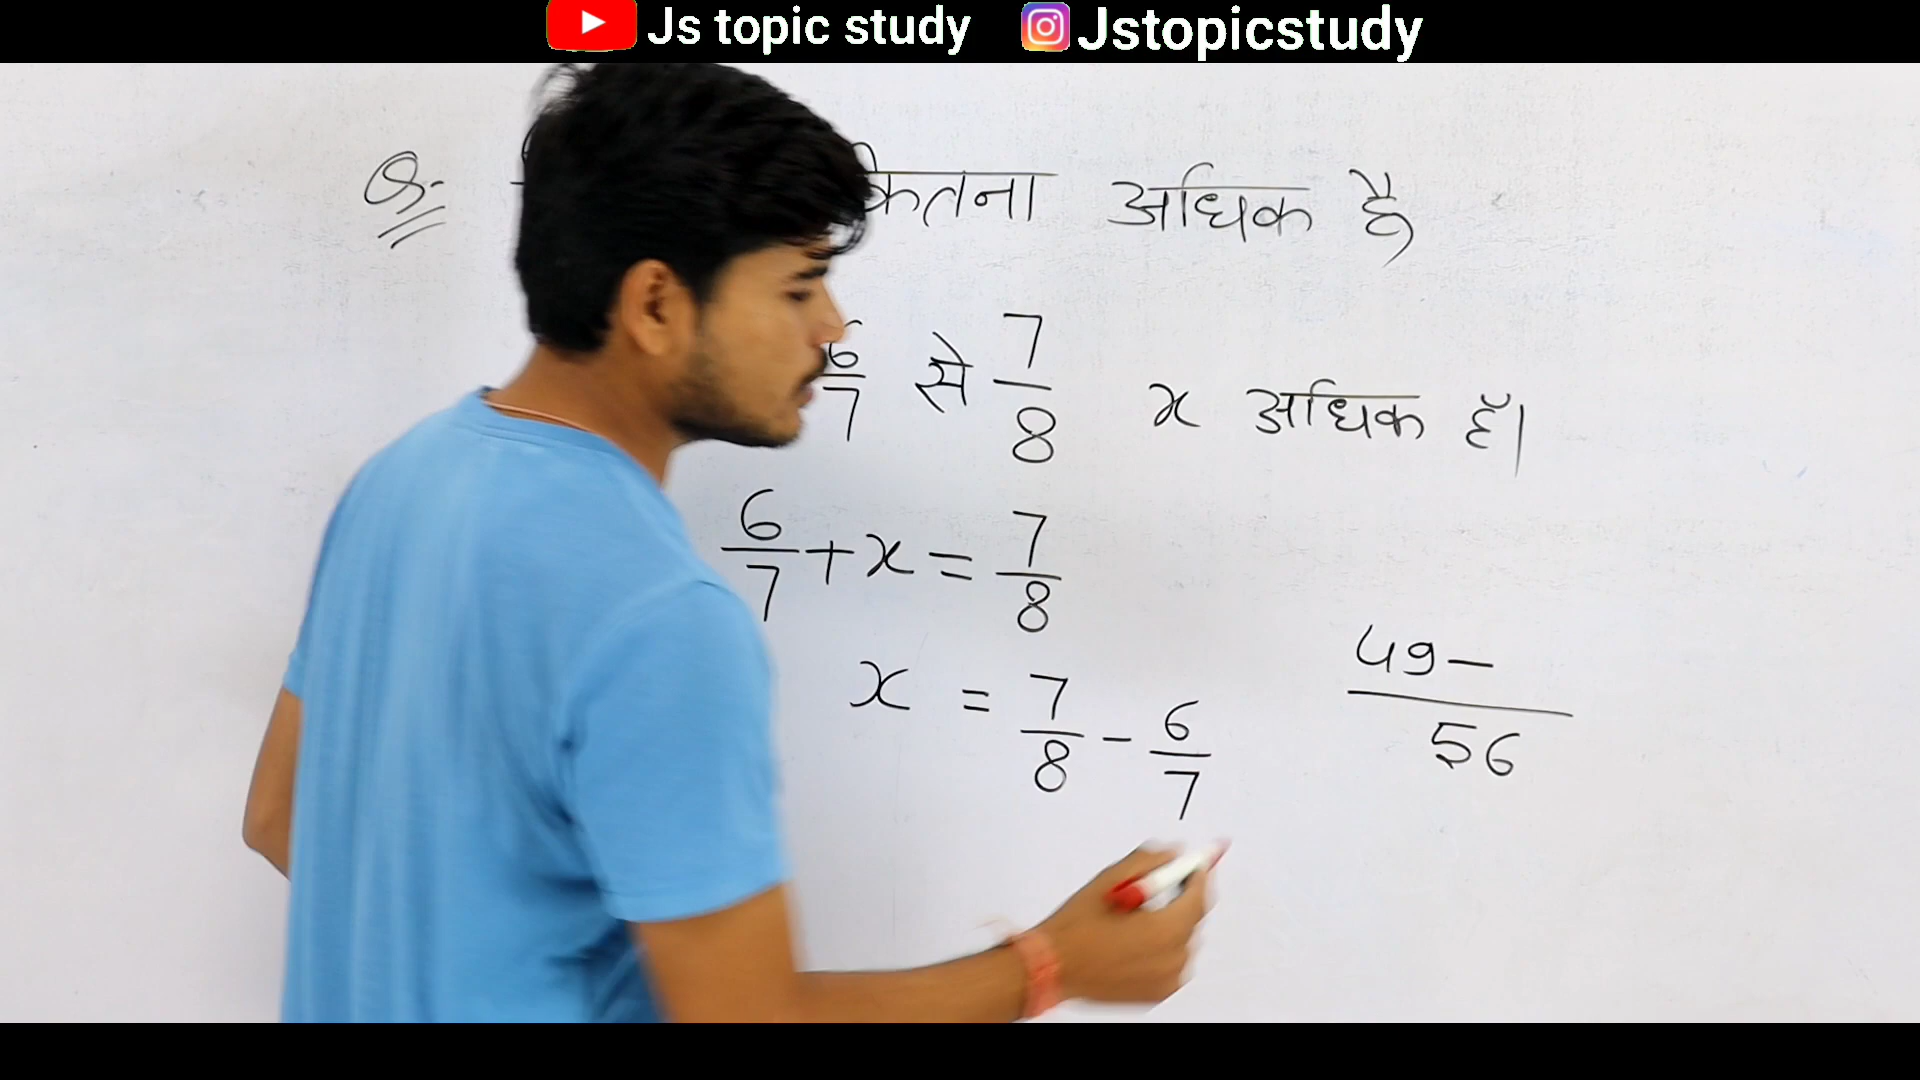 Js topic study Jstopicstudy
Q. कितना अधिक है
6/7 से 7/8 x अधिक है।
6/7 + x = 7/8
x = 7/8 - 6/7
49 -
56